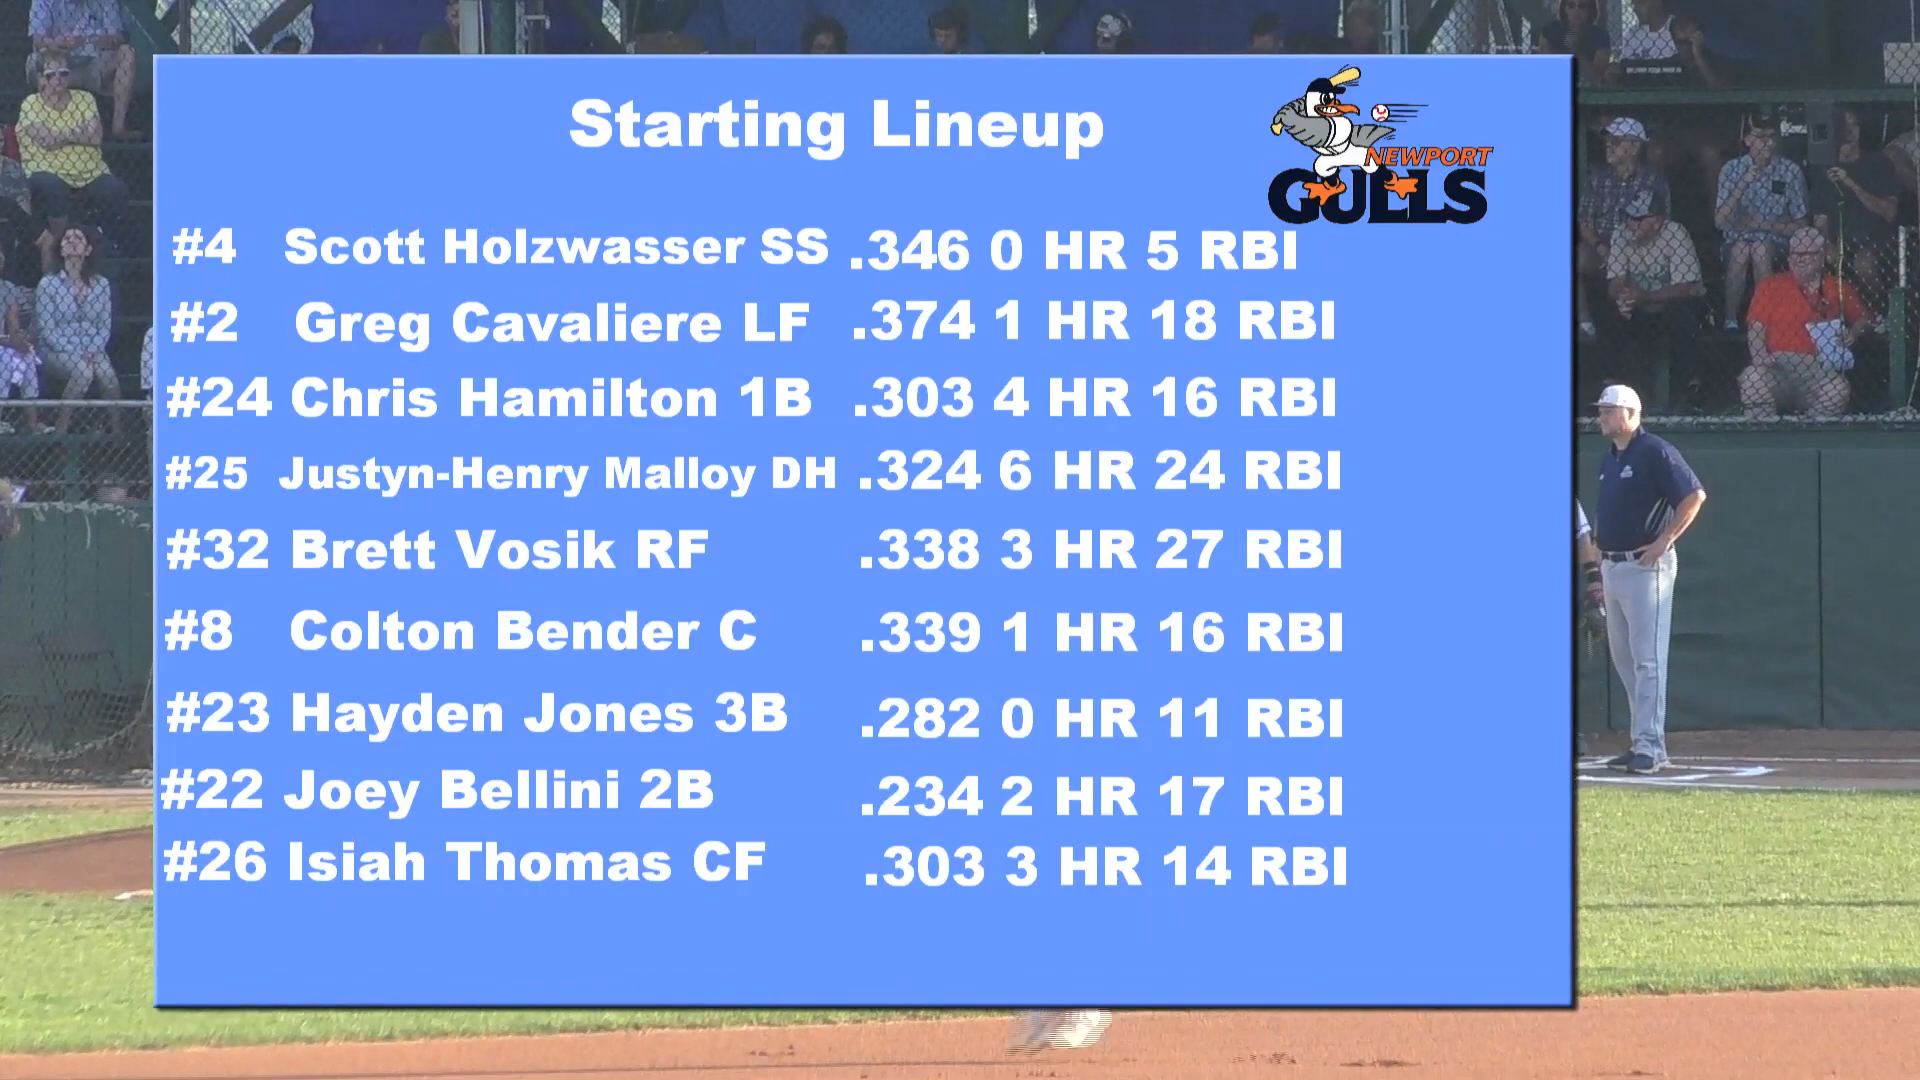 Starting Lineup
NEWPORT
GULLS
#4 Scott Holzwasser SS .346 0 HR 5 RBI
#2 Greg Cavaliere LF .374 1 HR 18 RBI
#24 Chris Hamilton 1B .303 4 HR 16 RBI
#25 Justyn-Henry Malloy DH .324 6 HR 24 RBI
#32 Brett Vosik RF .338 3 HR 27 RBI
#8 Colton Bender C .339 1 HR 16 RBI
#23 Hayden Jones 3B .282 0 HR 11 RBI
#22 Joey Bellini 2B .234 2 HR 17 RBI
#26 Isiah Thomas CF .303 3 HR 14 RBI